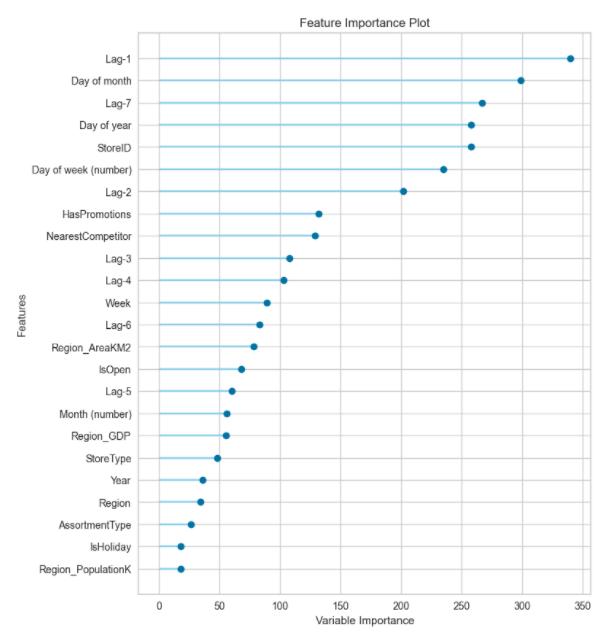 Feature Importance Plot
Lag-1
Day of month
Lag-7
Day of year
StoreID
Day of week (number)
Lag-2
HasPromotions
NearestCompetitor
Lag-3
Lag-4
Week
Lag-6
Region_AreaKM2
IsOpen
Lag-5
Month (number)
Region_GDP
StoreType
Year
Region
AssortmentType
IsHoliday
Region_PopulationK
Features
0 50 100 150 200 250 300 350
Variable Importance